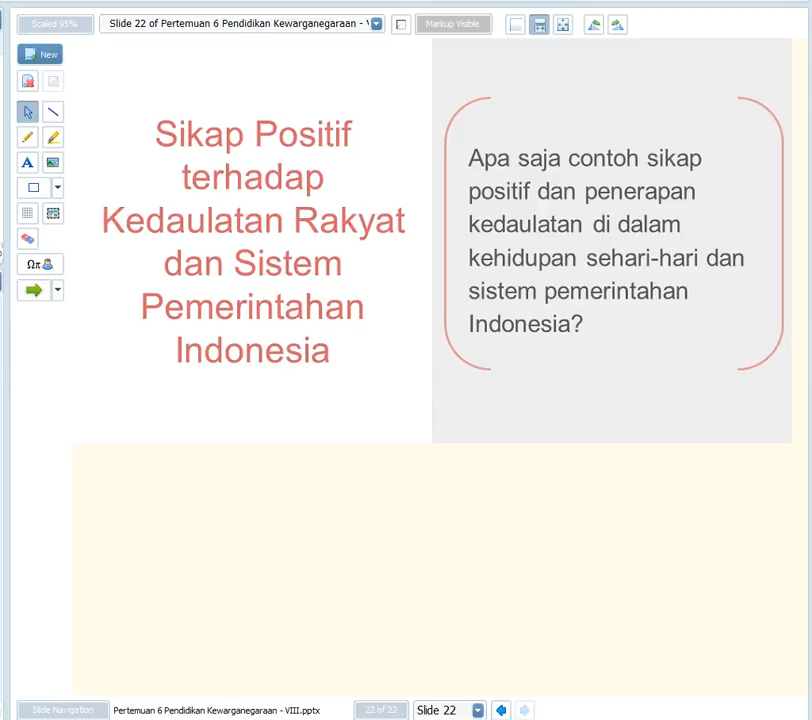 Scaled 95%
Slide 22 of Pertemuan 6 Pendidikan Kewarganegaraan - V
Markup Visible
New
A
Ωπ
Sikap Positif
terhadap
Kedaulatan Rakyat
dan Sistem
Pemerintahan
Indonesia
Apa saja contoh sikap
positif dan penerapan
kedaulatan di dalam
kehidupan sehari-hari dan
sistem pemerintahan
Indonesia?
Slide Navigation
Pertemuan 6 Pendidikan Kewarganegaraan - VIII.pptx
22 of 22
Slide 22